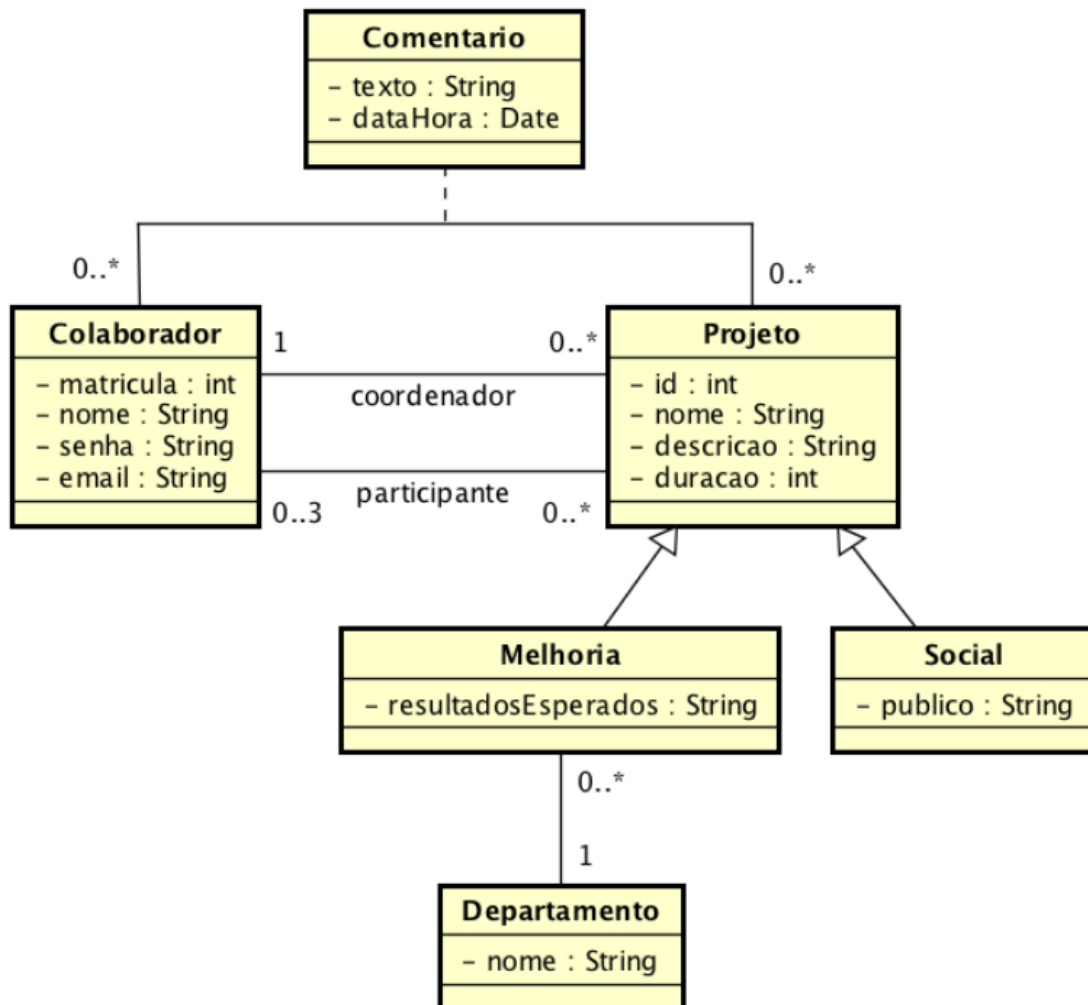 Comentario
– texto : String
– dataHora : Date
0..*
0..*
Colaborador
– matricula : int
– nome : String
– senha : String
– email : String
1
0..*
coordenador
participante
0..3
0..*
Projeto
– id : int
– nome : String
– descricao : String
– duracao : int
Melhoria
– resultadosEsperados : String
Social
– publico : String
0..*
1
Departamento
– nome : String